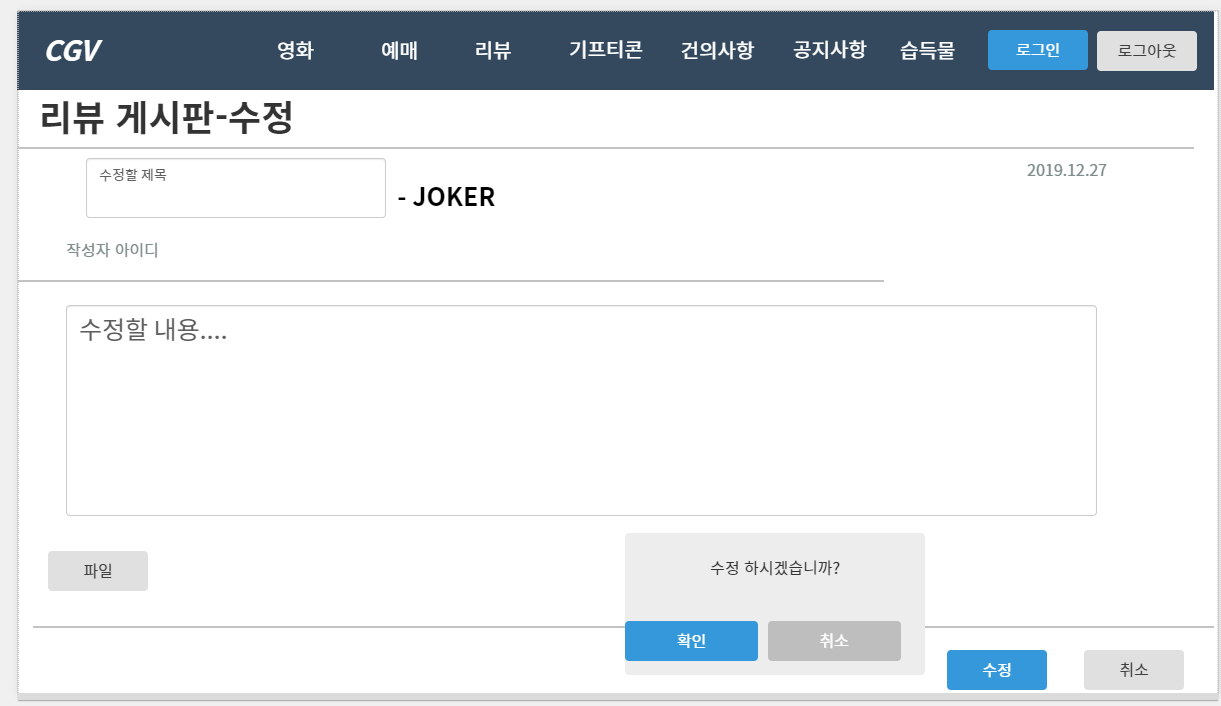 CGV 영화 예매 리뷰 기프티콘 건의사항 공지사항 습득물 로그인 로그아웃
리뷰 게시판-수정
수정할 제목
2019.12.27
- JOKER
작성자 아이디
수정할 내용....
파일
수정 하시겠습니까?
확인 취소
수정 취소